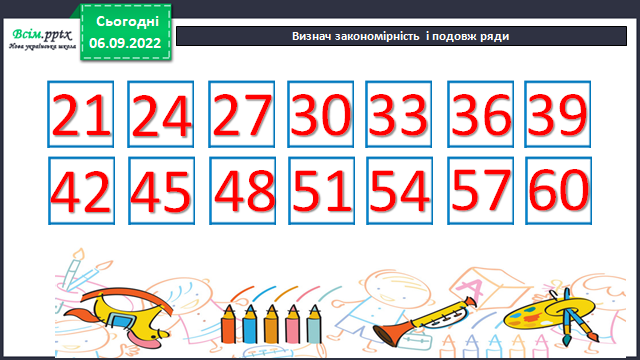 Всім.pptx
Нова українська школа
Сьогодні
06.09.2022
Визнач закономірність і подовж ряди
21 24 27 30 33 36 39
42 45 48 51 54 57 60
A